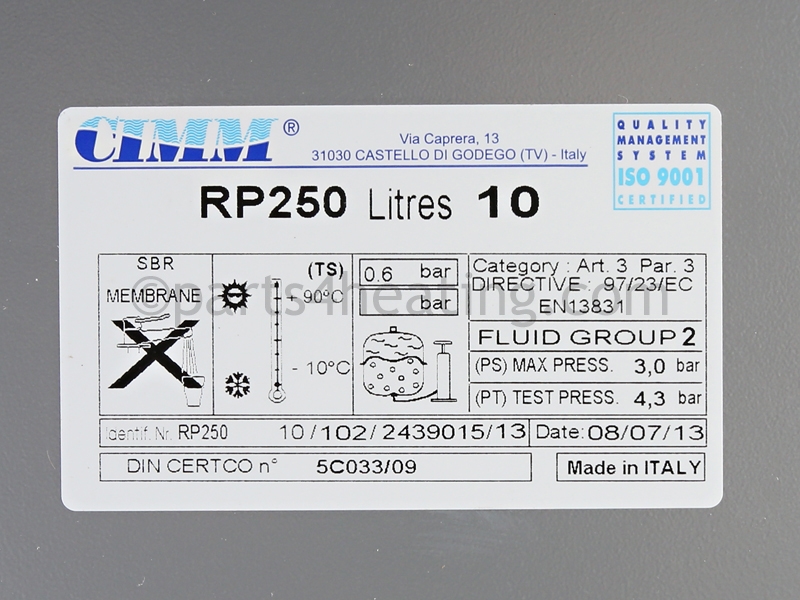 CIMM®
Via Caprera, 13
31030 CASTELLO DI GODEGO (TV) - Italy
QUALITY
MANAGEMENT
SYSTEM
ISO 9001
CERTIFIED
RP250 Litres 10
SBR
MEMBRANE
(TS)
+ 90°C
- 10°C
0.6 bar
bar
Category : Art. 3 Par. 3
DIRECTIVE : 97/23/EC
EN13831
FLUID GROUP 2
(PS) MAX PRESS. 3,0 bar
(PT) TEST PRESS. 4,3 bar
Identif. Nr. RP250 10/102/2439015/13 Date: 08/07/13
DIN CERTCO n° 5C033/09 Made in ITALY
©parts4heating.com